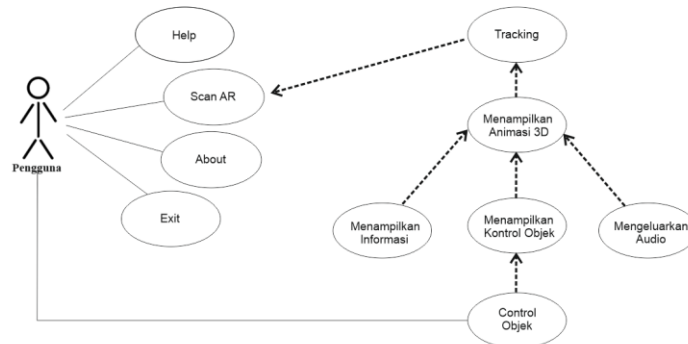 Help
Tracking
Scan AR
Menampilkan
Animasi 3D
About
Pengguna
Exit
Menampilkan
Informasi
Menampilkan
Kontrol Objek
Mengeluarkan
Audio
Control
Objek